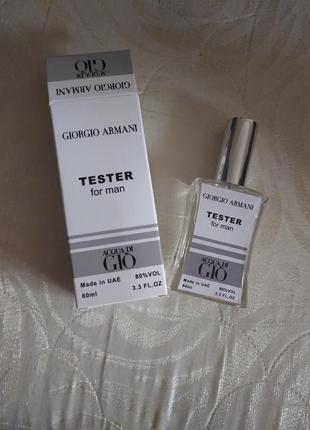 ACQUA DI
GIO
GIORGIO ARMANI
GIORGIO ARMANI
TESTER
for man
ACQUA DI
GIO
Made in UAE 80%VOL
60ml 3.3 FL.OZ
GIORGIO ARMANI
TESTER
for man
ACQUA DI
GIO
Made in UAE 80%VOL
60ml 3.3 FL.OZ